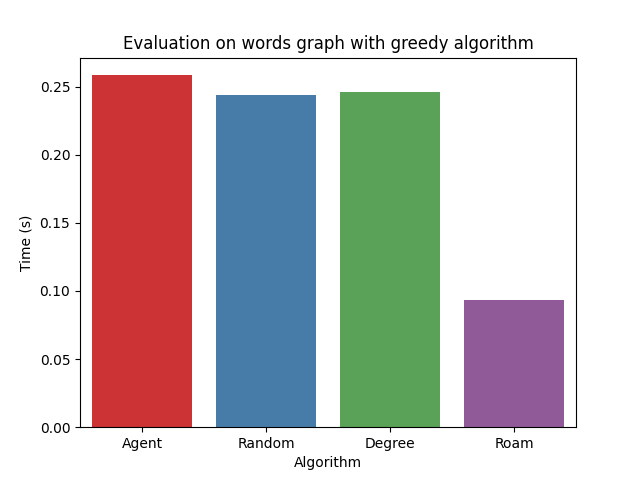 Evaluation on words graph with greedy algorithm
Time (s)
0.25
0.20
0.15
0.10
0.05
0.00
Agent Random Degree Roam
Algorithm